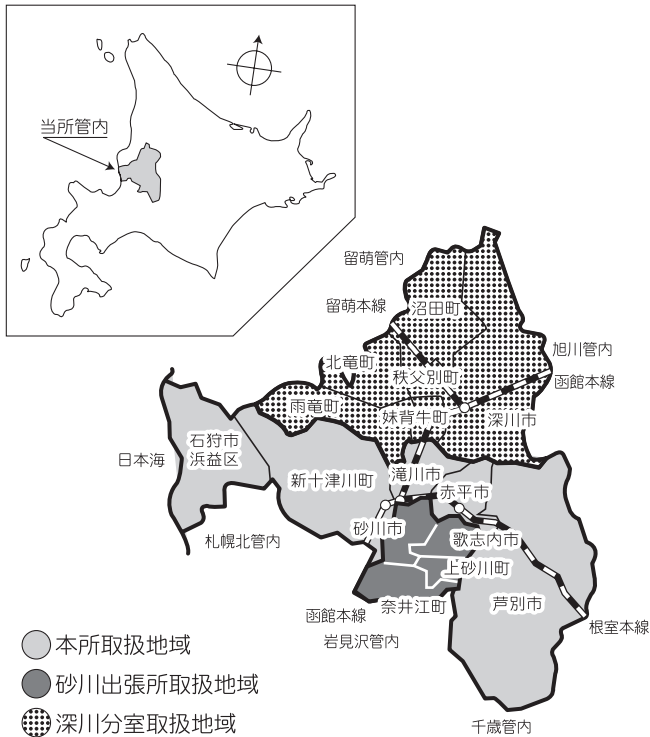 当所管内
留萌管内
留萌本線
沼田町
旭川管内
北竜町
秩父別町
函館本線
雨竜町
妹背牛町
深川市
石狩市
浜益区
日本海
新十津川町
滝川市
赤平市
砂川市
札幌北管内
歌志内市
上砂川町
奈井江町
芦別市
函館本線
根室本線
岩見沢管内
本所取扱地域
砂川出張所取扱地域
深川分室取扱地域
千歳管内